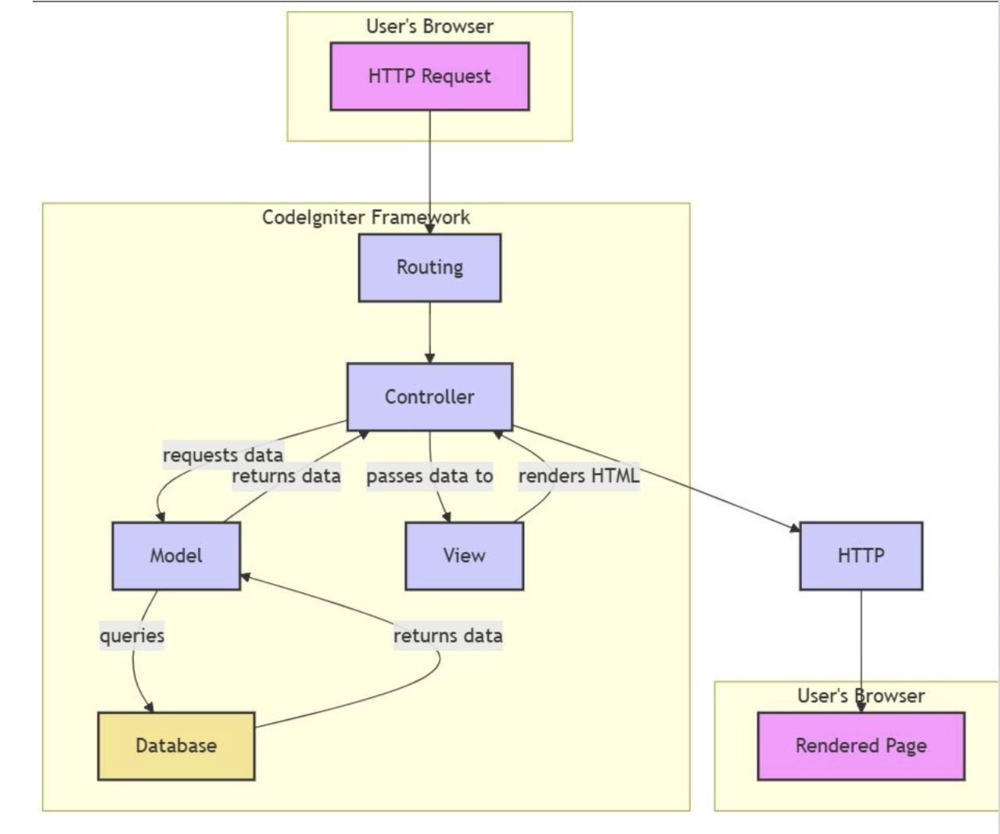 User's Browser
HTTP Request
CodeIgniter Framework
Routing
Controller
requests data
returns data
passes data to
renders HTML
Model
View
HTTP
queries
returns data
User's Browser
Database
Rendered Page